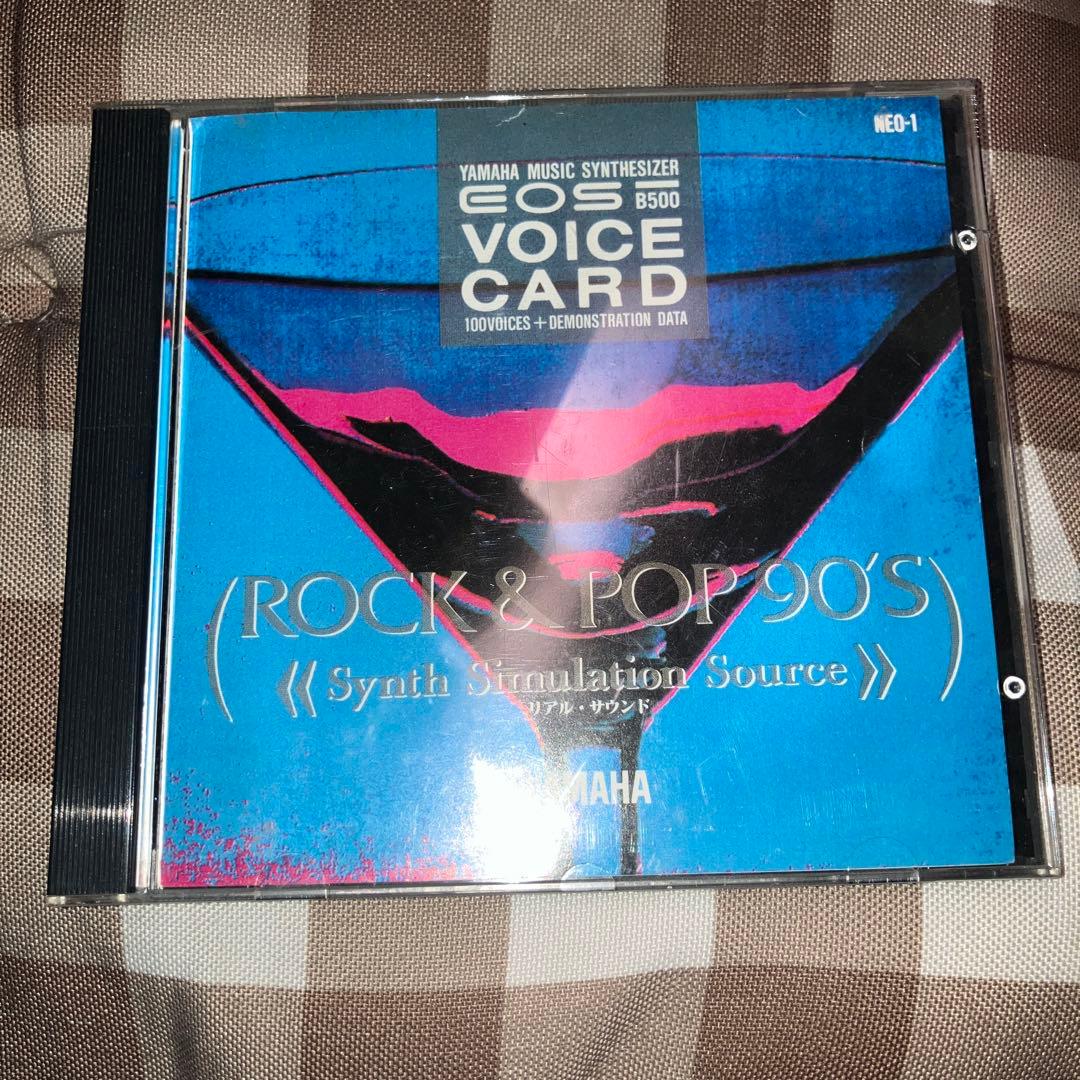 NEO-1
YAMAHA MUSIC SYNTHESIZER
EOS B500
VOICE
CARD
100VOICES+DEMONSTRATION DATA
(ROCK & POP 90'S)
《Synth Simulation Source》
リアル・サウンド
YAMAHA